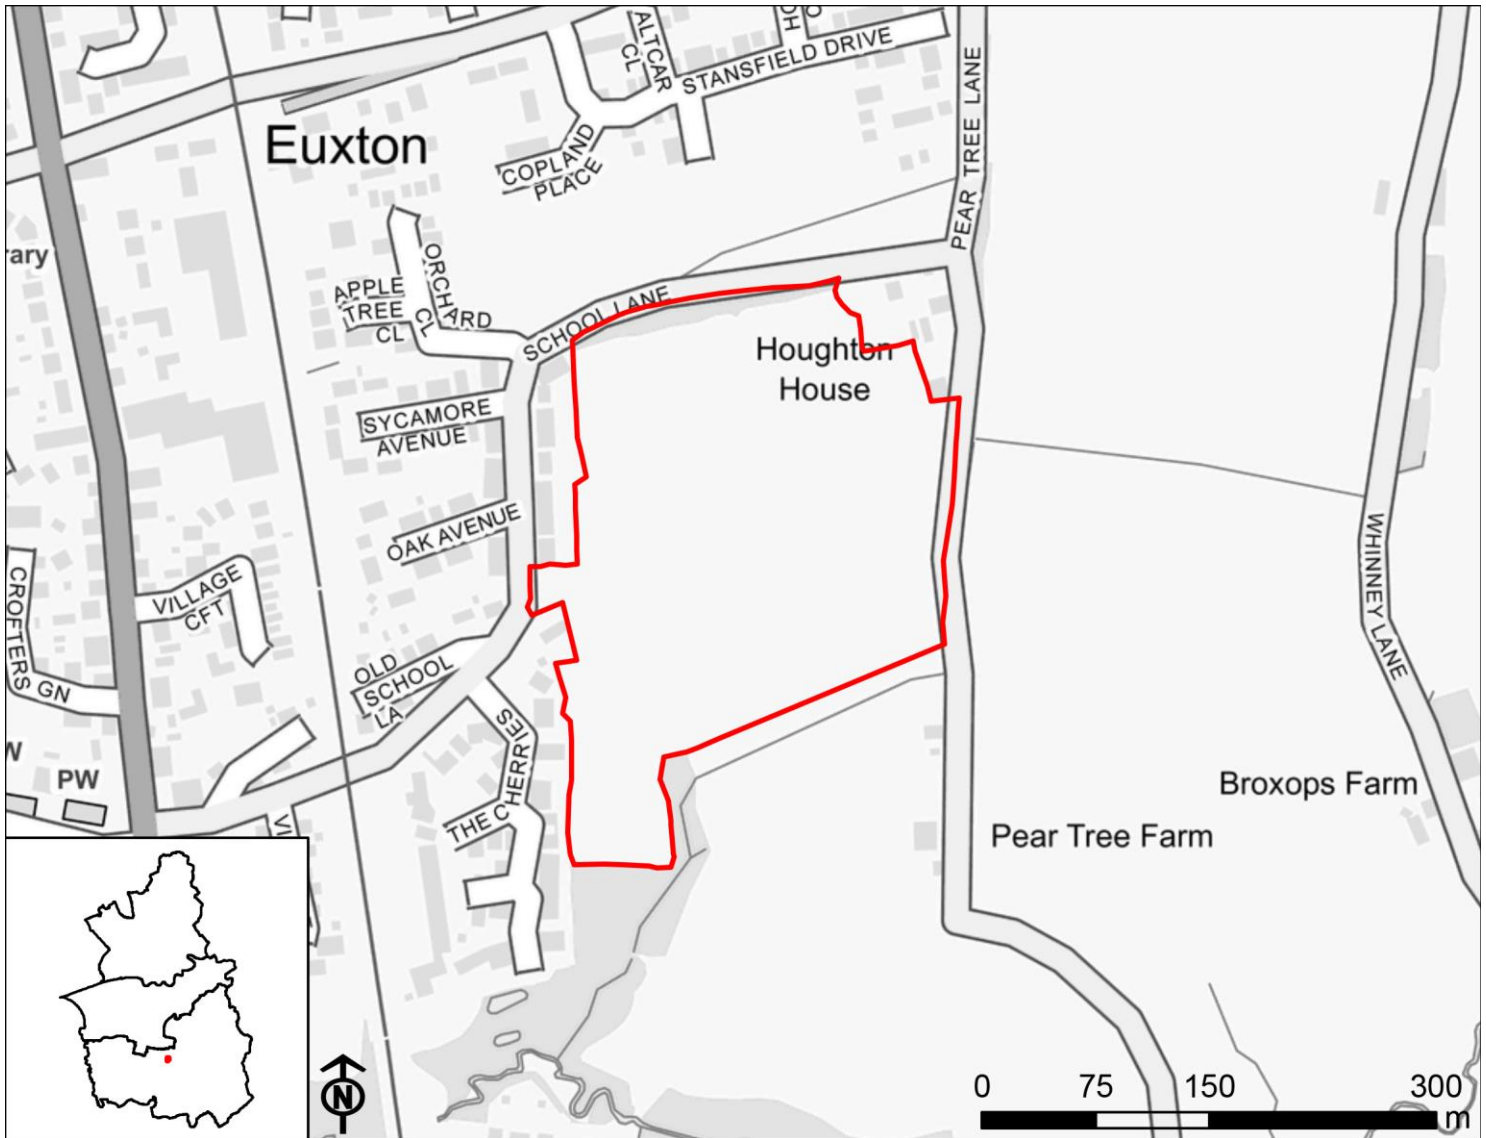 ALTCAR
CL
STANSFIELD DRIVE
PEAR TREE LANE
Euxton
COPLAND
PLACE
ORCHARD
CL
APPLE
TREE
CL
SCHOOL LANE
Houghton
House
SYCAMORE
AVENUE
OAK AVENUE
WHINNEY LANE
VILLAGE
CFT
CROFTERS GN
OLD
SCHOOL
LA
THE CHERRIES
PW
Broxops Farm
Pear Tree Farm
N
0 75 150 300
m